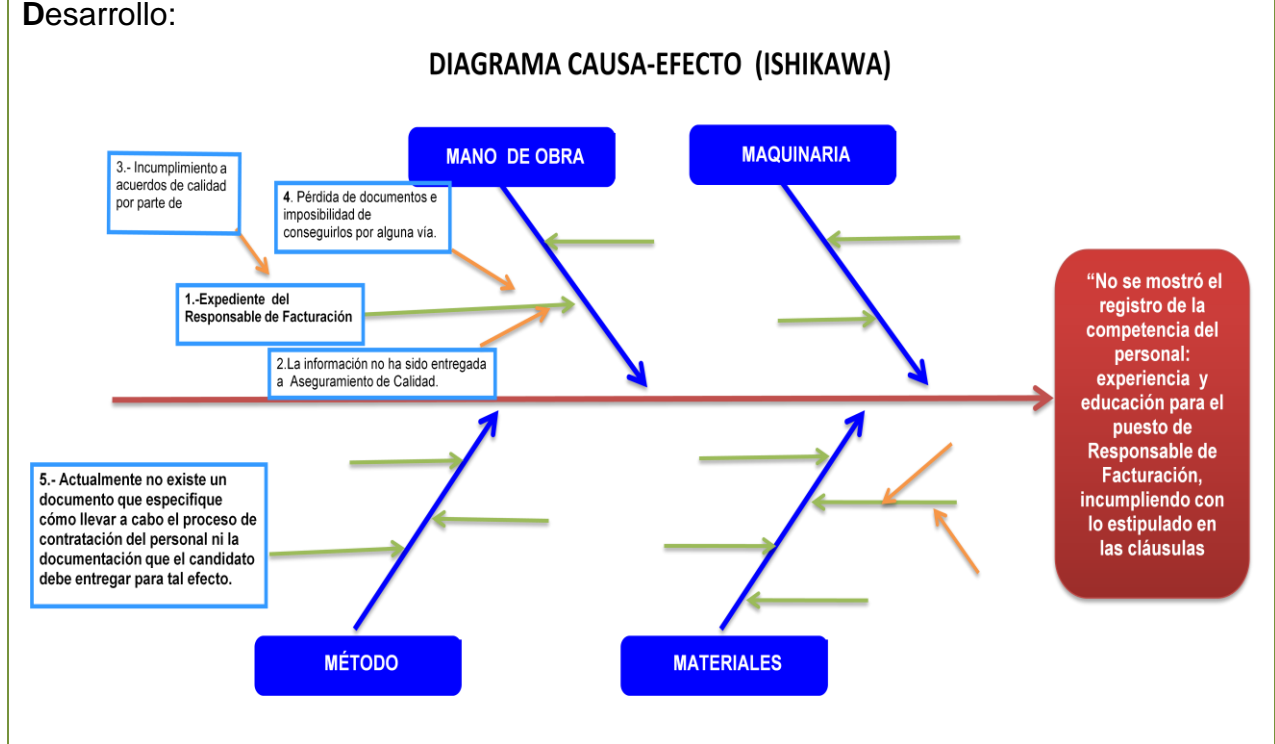 Desarrollo:
DIAGRAMA CAUSA-EFECTO (ISHIKAWA)
MANO DE OBRA
MAQUINARIA
3.- Incumplimiento a
acuerdos de calidad
por parte de
4. Pérdida de documentos e
imposibilidad de
conseguirlos por alguna vía.
1.-Expediente del
Responsable de Facturación
2.La información no ha sido entregada
a Aseguramiento de Calidad.
“No se mostró el
registro de la
competencia del
personal:
experiencia y
educación para el
puesto de
Responsable de
Facturación,
incumpliendo con
lo estipulado en
las cláusulas
5.- Actualmente no existe un
documento que especifique
cómo llevar a cabo el proceso de
contratación del personal ni la
documentación que el candidato
debe entregar para tal efecto.
MÉTODO
MATERIALES